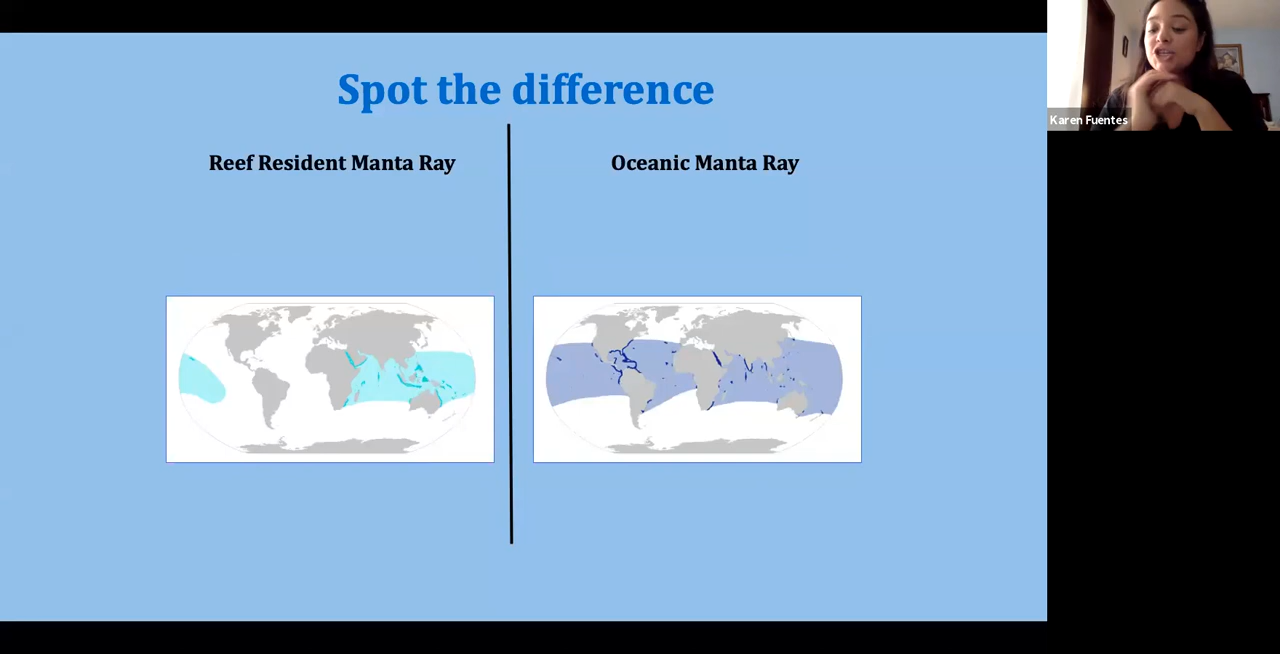 Spot the difference
Reef Resident Manta Ray
Oceanic Manta Ray
Karen Fuentes